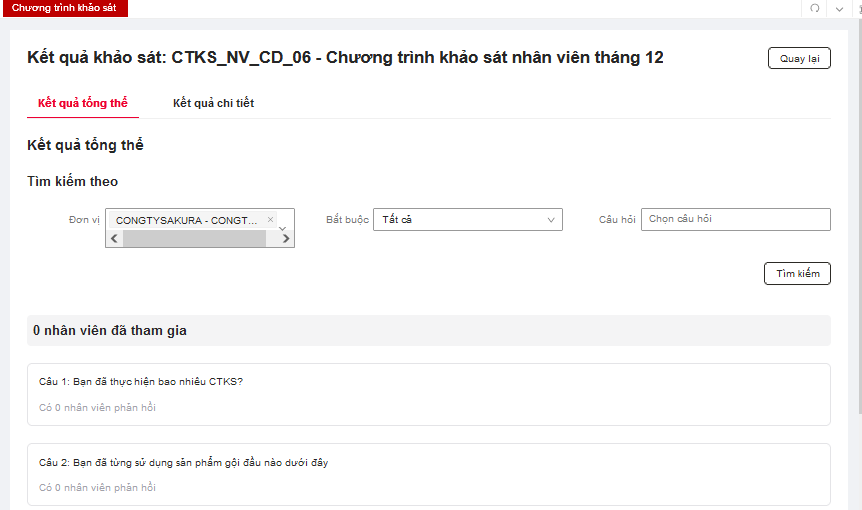 Chương trình khảo sát
Kết quả khảo sát: CTKS_NV_CD_06 - Chương trình khảo sát nhân viên tháng 12
Quay lại
Kết quả tổng thể
Kết quả chi tiết
Kết quả tổng thể
Tìm kiếm theo
Đơn vị
CONGTYSAKURA - CONGT...
Bắt buộc
Tất cả
Câu hỏi
Chọn câu hỏi
Tìm kiếm
0 nhân viên đã tham gia
Câu 1: Bạn đã thực hiện bao nhiêu CTKS?
Có 0 nhân viên phản hồi
Câu 2: Bạn đã từng sử dụng sản phẩm gội đầu nào dưới đây
Có 0 nhân viên phản hồi